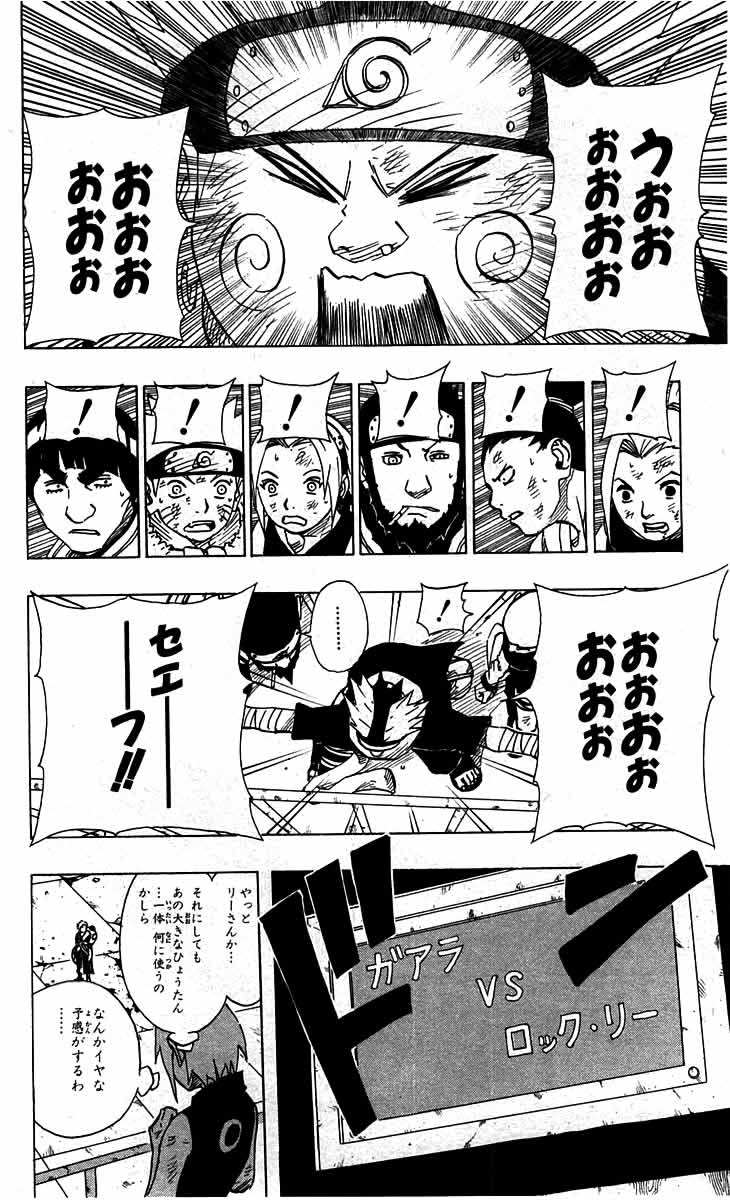 うおお
おおおぉ
おおお
おおおぉ
！
！
！
！
！
！
おおおぉ
おおおぉ
！
………
セエ――
――フ!!
ドン
ガアラ
VS
ロック・リー
やっと
リーさんか…
それにしても
あの大きなひょうたん
…一体 何に使うの
かしら
なんかイヤな
予感がするわ
……